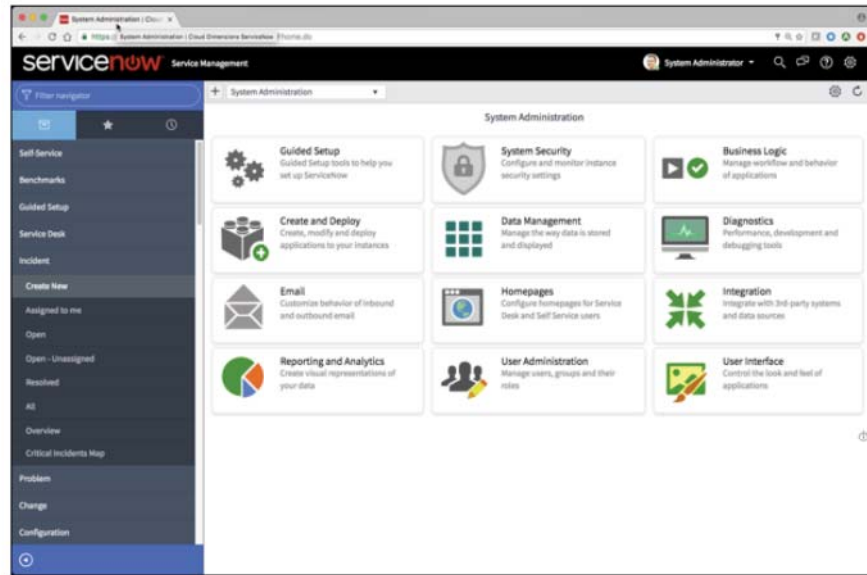 System Administration | Clou
https:
System Administration | Cloud Dimensions ServiceNow
home.do
servicenow Service Management
System Administrator
Filter navigator
System Administration
System Administration
Self-Service
Benchmarks
Guided Setup
Service Desk
Incident
Create New
Assigned to me
Open
Open - Unassigned
Resolved
All
Overview
Critical Incidents Map
Problem
Change
Configuration
Guided Setup
Guided Setup tools to help you
set up ServiceNow
System Security
Configure and monitor instance
security settings
Business Logic
Manage workflow and behavior
of applications
Create and Deploy
Create, modify and deploy
applications to your instances
Data Management
Manage the way data is stored
and displayed
Diagnostics
Performance, development and
debugging tools
Email
Customize behavior of inbound
and outbound email
Homepages
Configure homepages for Service
Desk and Self Service users
Integration
Integrate with 3rd-party systems
and data sources
Reporting and Analytics
Create visual representations of
your data
User Administration
Manage users, groups and their
roles
User Interface
Control the look and feel of
applications